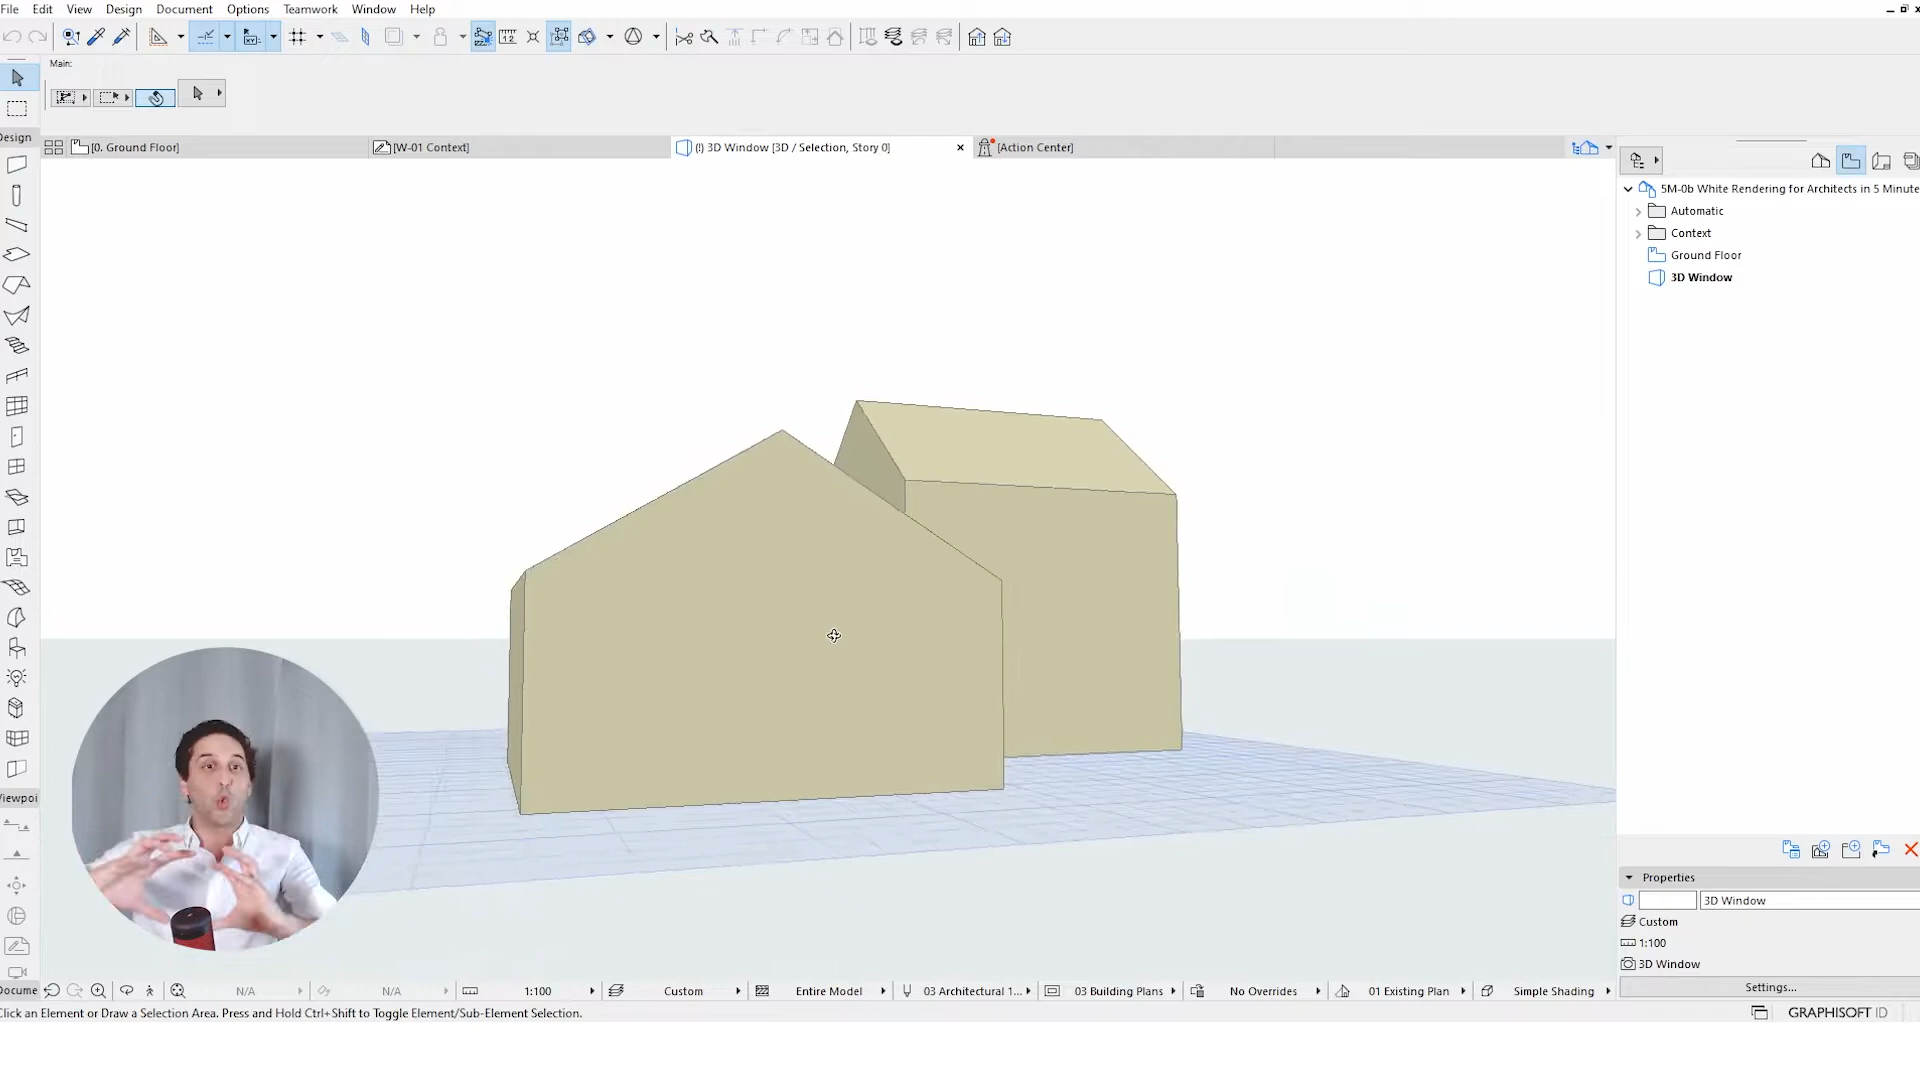 File Edit View Design Document Options Teamwork Window Help
Main:
Design
[0. Ground Floor] [W-01 Context] (!) 3D Window [3D / Selection, Story 0] [Action Center]
5M-0b White Rendering for Architects in 5 Minute
Automatic
Context
Ground Floor
3D Window
Viewpoi
Properties
3D Window
Custom
1:100
3D Window
Settings...
Docume N/A N/A 1:100 Custom Entire Model 03 Architectural 1... 03 Building Plans No Overrides 01 Existing Plan Simple Shading
Click an Element or Draw a Selection Area. Press and Hold Ctrl+Shift to Toggle Element/Sub-Element Selection.
GRAPHISOFT ID